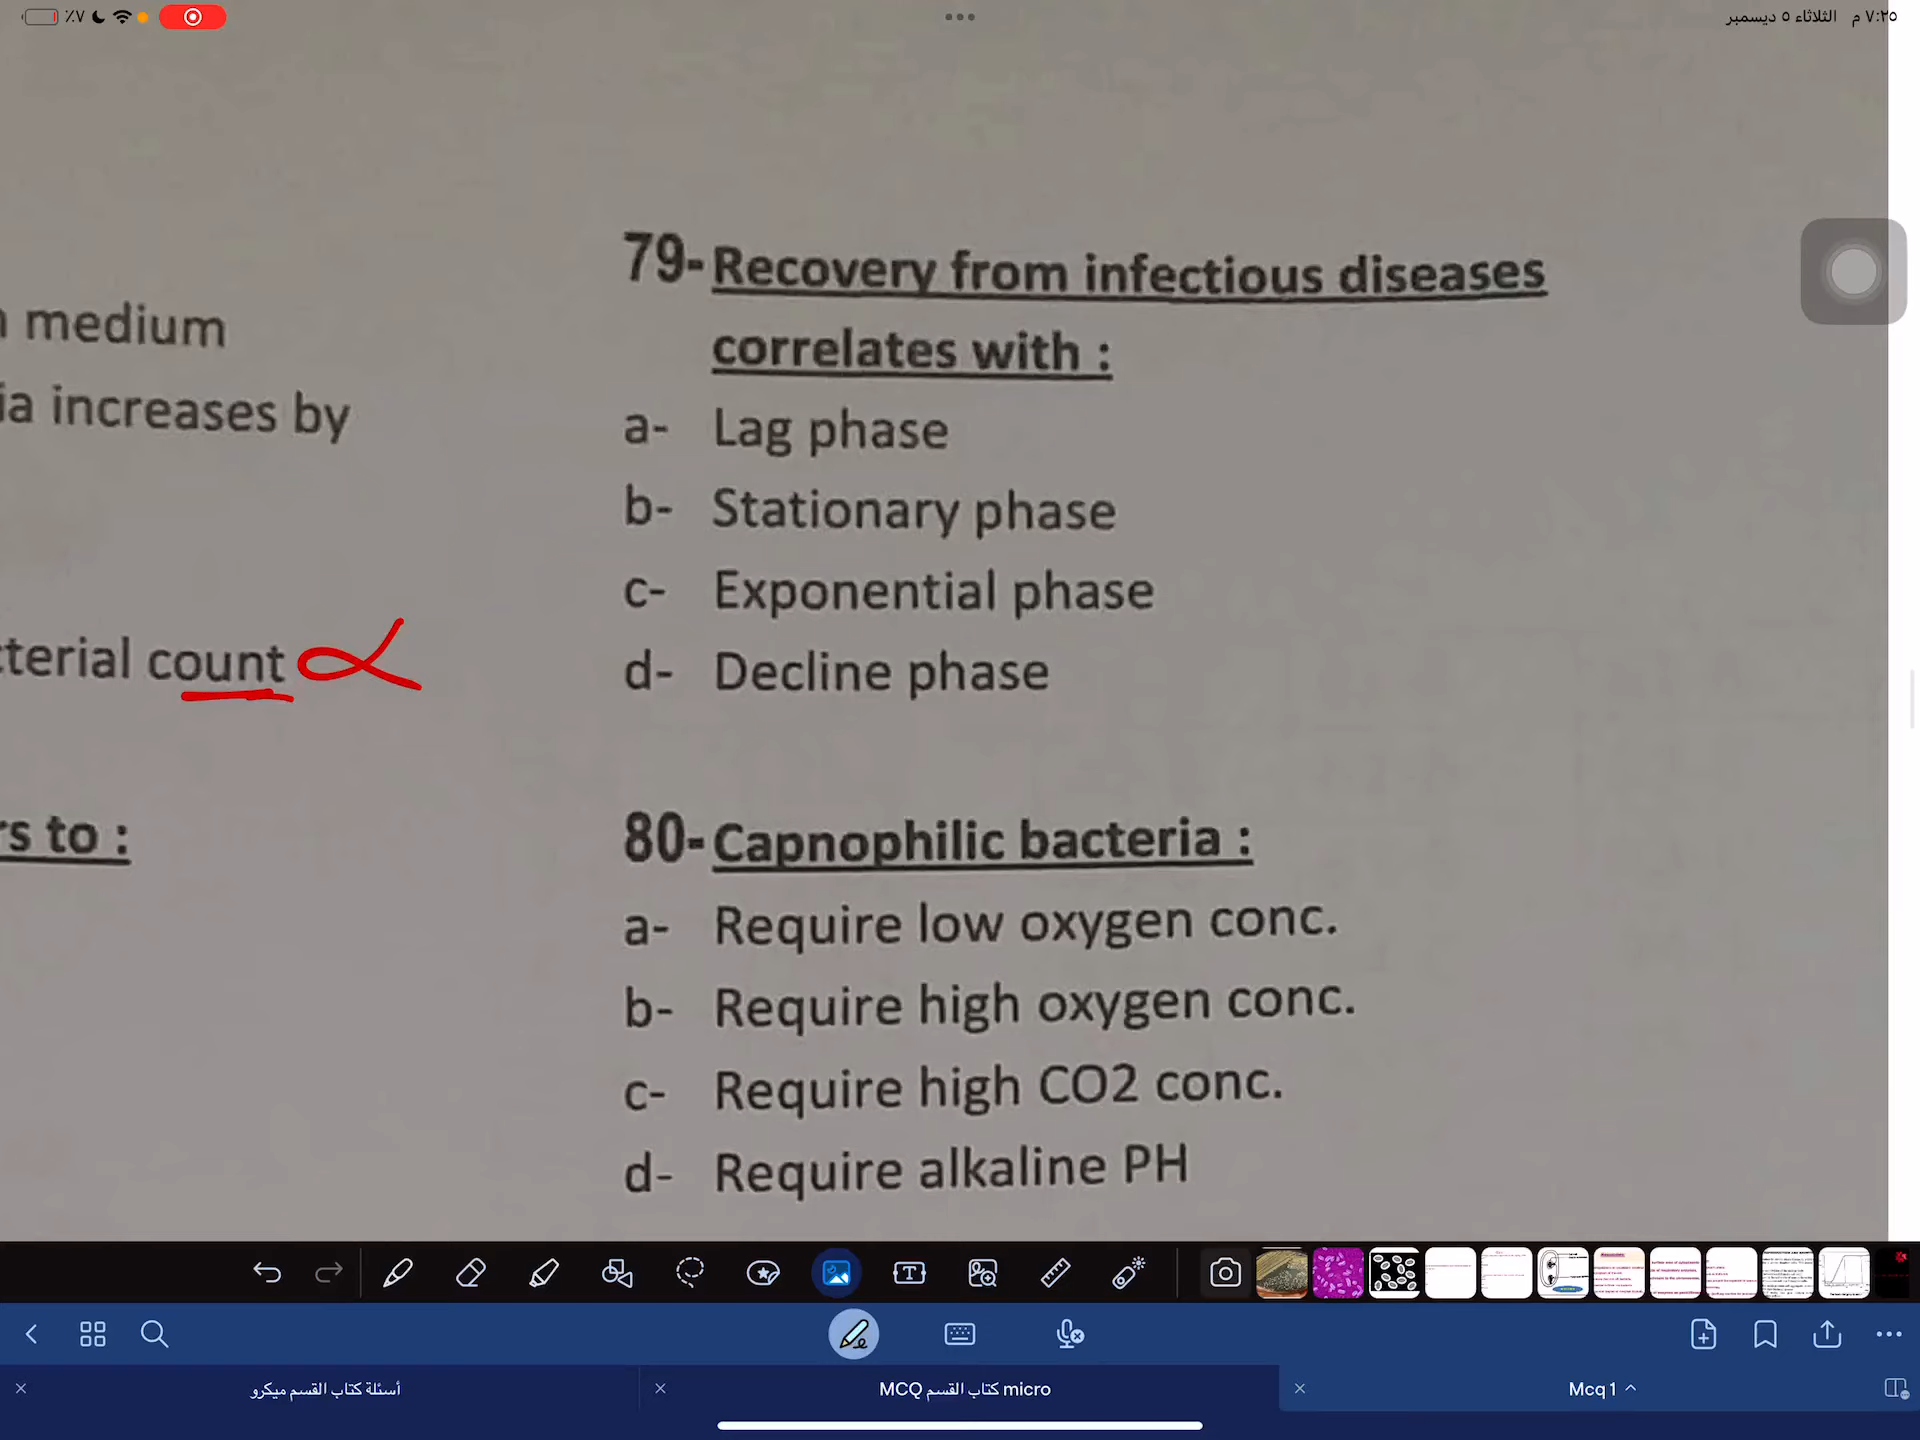 ٪٧
٧:٢٥ م الثلاثاء ٥ ديسمبر
medium
ia increases by
terial count
rs to :
79- Recovery from infectious diseases
correlates with :
a- Lag phase
b- Stationary phase
c- Exponential phase
d- Decline phase
80- Capnophilic bacteria :
a- Require low oxygen conc.
b- Require high oxygen conc.
c- Require high CO2 conc.
d- Require alkaline PH
أسئلة كتاب القسم ميكرو
MCQ كتاب القسم micro
Mcq 1